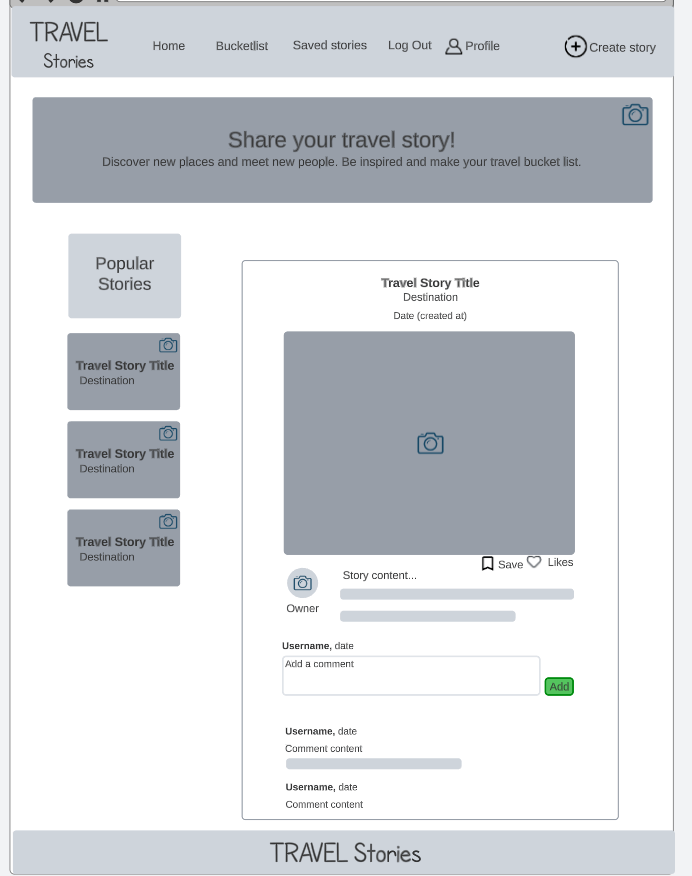 TRAVEL
Stories
Home
Bucketlist
Saved stories
Log Out
Profile
Create story
Share your travel story!
Discover new places and meet new people. Be inspired and make your travel bucket list.
Popular
Stories
Travel Story Title
Destination
Travel Story Title
Destination
Travel Story Title
Destination
Travel Story Title
Destination
Date (created at)
Save
Likes
Owner
Story content...
Username, date
Add a comment
Add
Username, date
Comment content
Username, date
Comment content
TRAVEL Stories